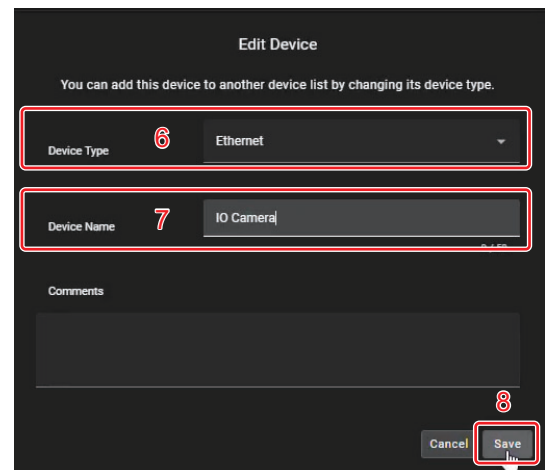 Edit Device
You can add this device to another device list by changing its device type.
6
Device Type
Ethernet
7
Device Name
IO Camera
Comments
8
Cancel
Save